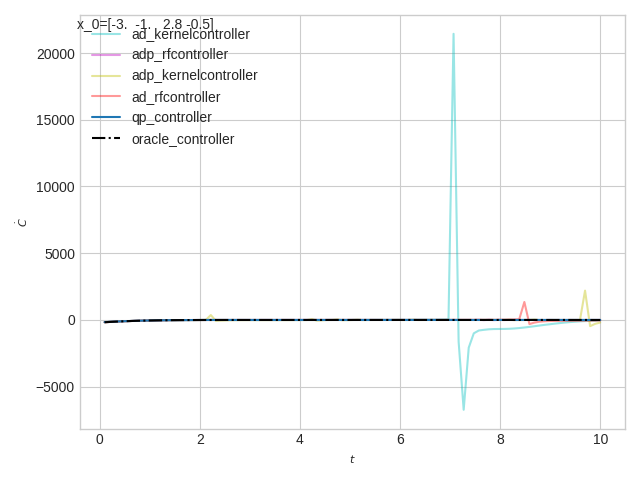 x_0=[-3. -1. 2.8 -0.5]
ad_kernelcontroller
adp_rfcontroller
adp_kernelcontroller
ad_rfcontroller
qp_controller
oracle_controller
20000
15000
10000
5000
0
−5000
Ċ
0 2 4 6 8 10
t